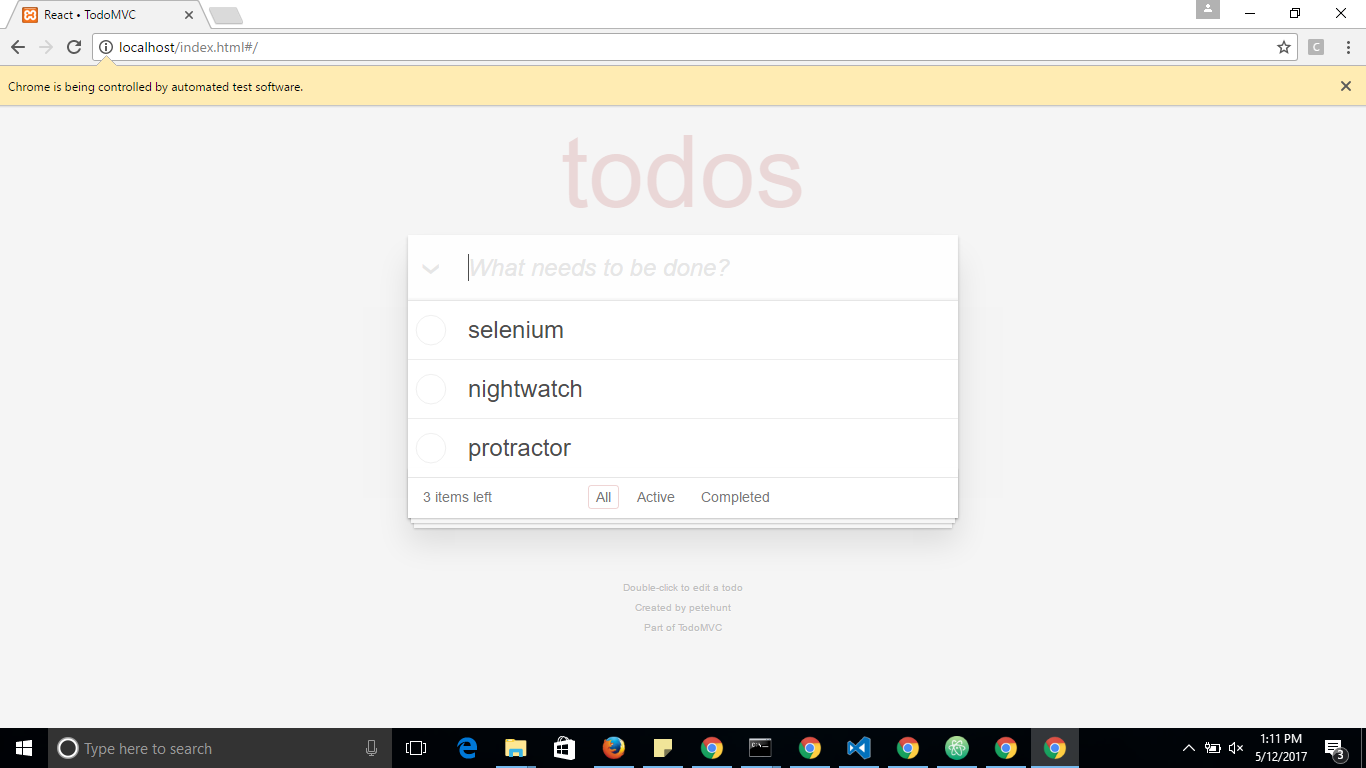 React • TodoMVC
localhost/index.html#/
C
Chrome is being controlled by automated test software.
todos
What needs to be done?
selenium
nightwatch
protractor
3 items left
All
Active
Completed
Double-click to edit a todo
Created by petehunt
Part of TodoMVC
Type here to search
1:11 PM
5/12/2017
3